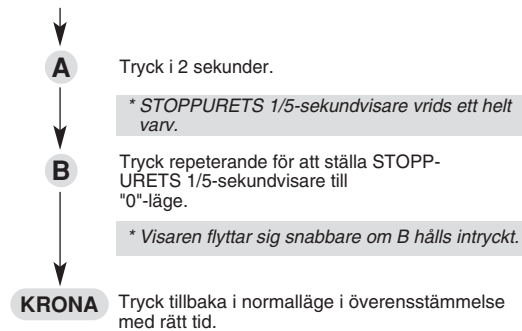 A
Tryck i 2 sekunder.
* STOPPURETS 1/5-sekundvisare vrids ett helt
varv.
B
Tryck repeterande för att ställa STOPP-
URETS 1/5-sekundvisare till
"0"-läge.
* Visaren flyttar sig snabbare om B hålls intryckt.
KRONA
Tryck tillbaka i normalläge i överensstämmelse
med rätt tid.